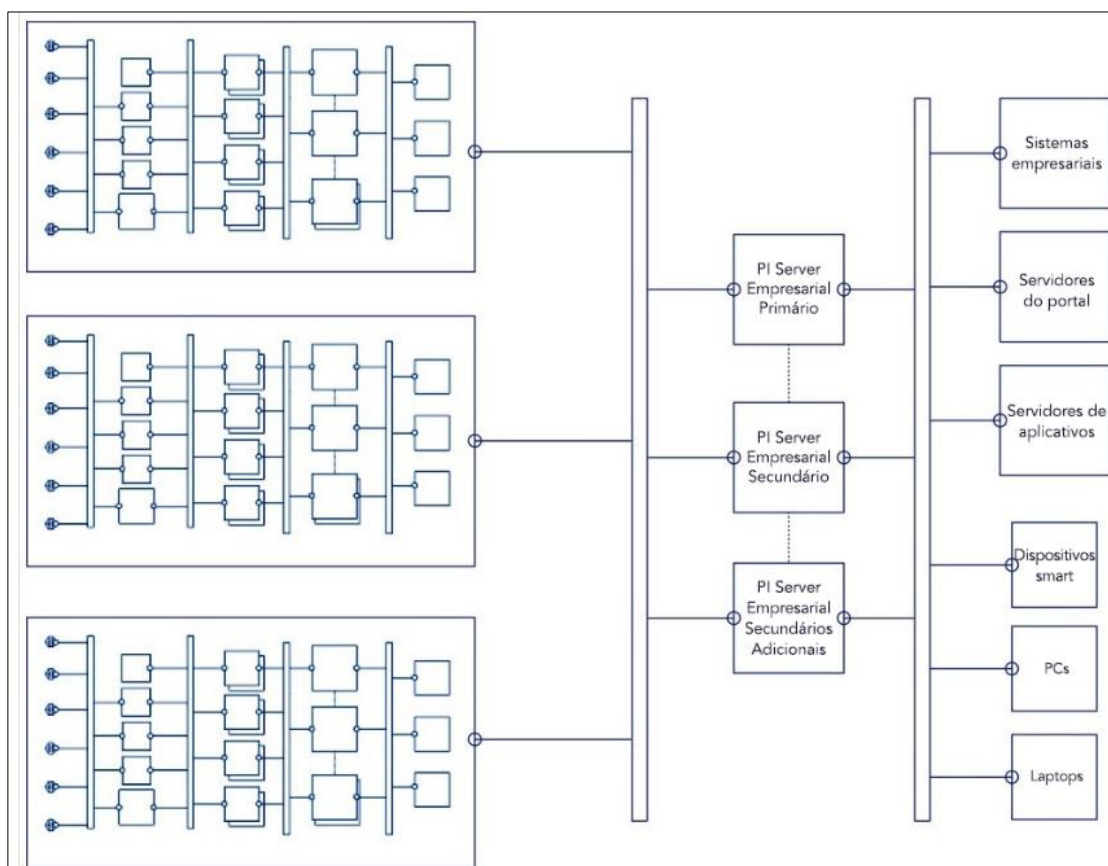 Sistemas
empresariais
PI Server
Empresarial
Primário
Servidores
do portal
Servidores de
aplicativos
PI Server
Empresarial
Secundário
Dispositivos
smart
PI Server
Empresarial
Secundários
Adicionais
PCs
Laptops